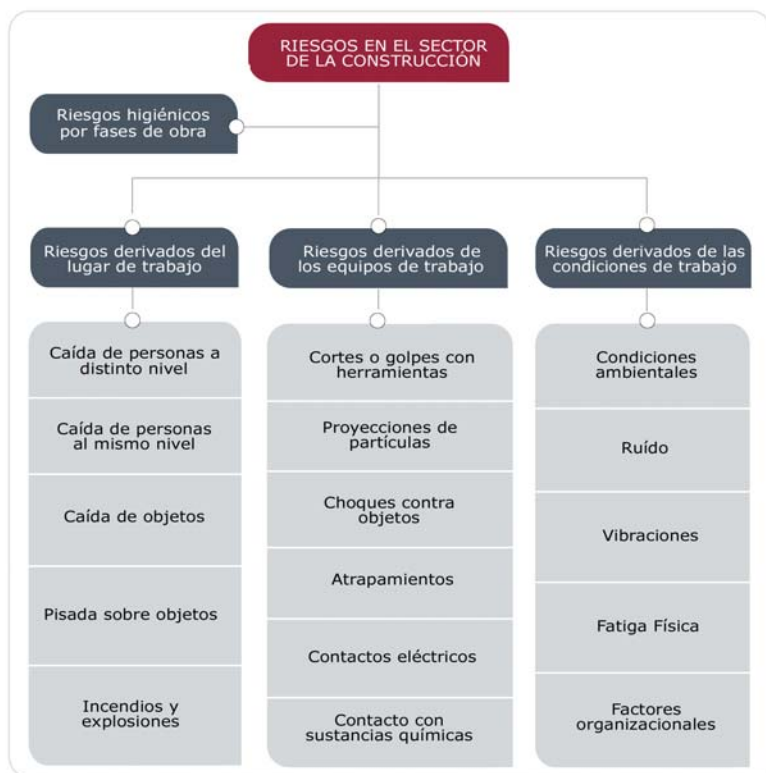 RIESGOS EN EL SECTOR
DE LA CONSTRUCCIÓN
Riesgos higiénicos
por fases de obra
Riesgos derivados del
lugar de trabajo
Caída de personas a
distinto nivel
Caída de personas
al mismo nivel
Caída de objetos
Pisada sobre objetos
Incendios y
explosiones
Riesgos derivados de
los equipos de trabajo
Cortes o golpes con
herramientas
Proyecciones de
partículas
Choques contra
objetos
Atrapamientos
Contactos eléctricos
Contacto con
sustancias químicas
Riesgos derivados de las
condiciones de trabajo
Condiciones
ambientales
Ruído
Vibraciones
Fatiga Física
Factores
organizacionales